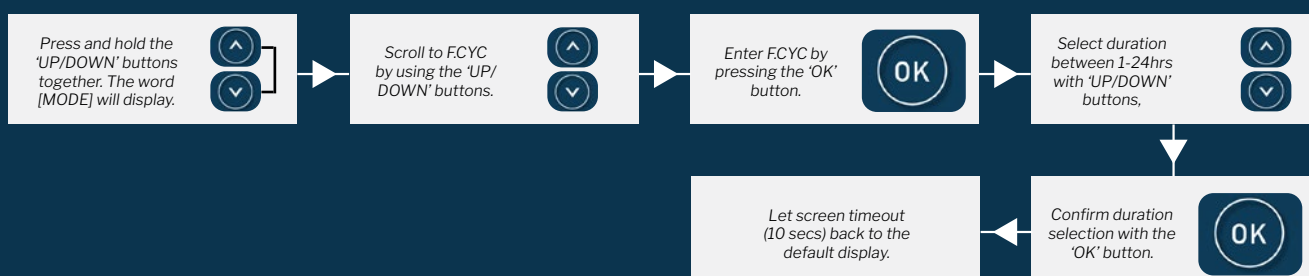 Press and hold the
‘UP/DOWN’ buttons
together. The word
[MODE] will display.
Scroll to F.CYC
by using the ‘UP/
DOWN’ buttons.
Enter F.CYC by
pressing the ‘OK’
button.
OK
Select duration
between 1-24hrs
with ‘UP/DOWN’
buttons,
Confirm duration
selection with the
‘OK’ button.
OK
Let screen timeout
(10 secs) back to the
default display.